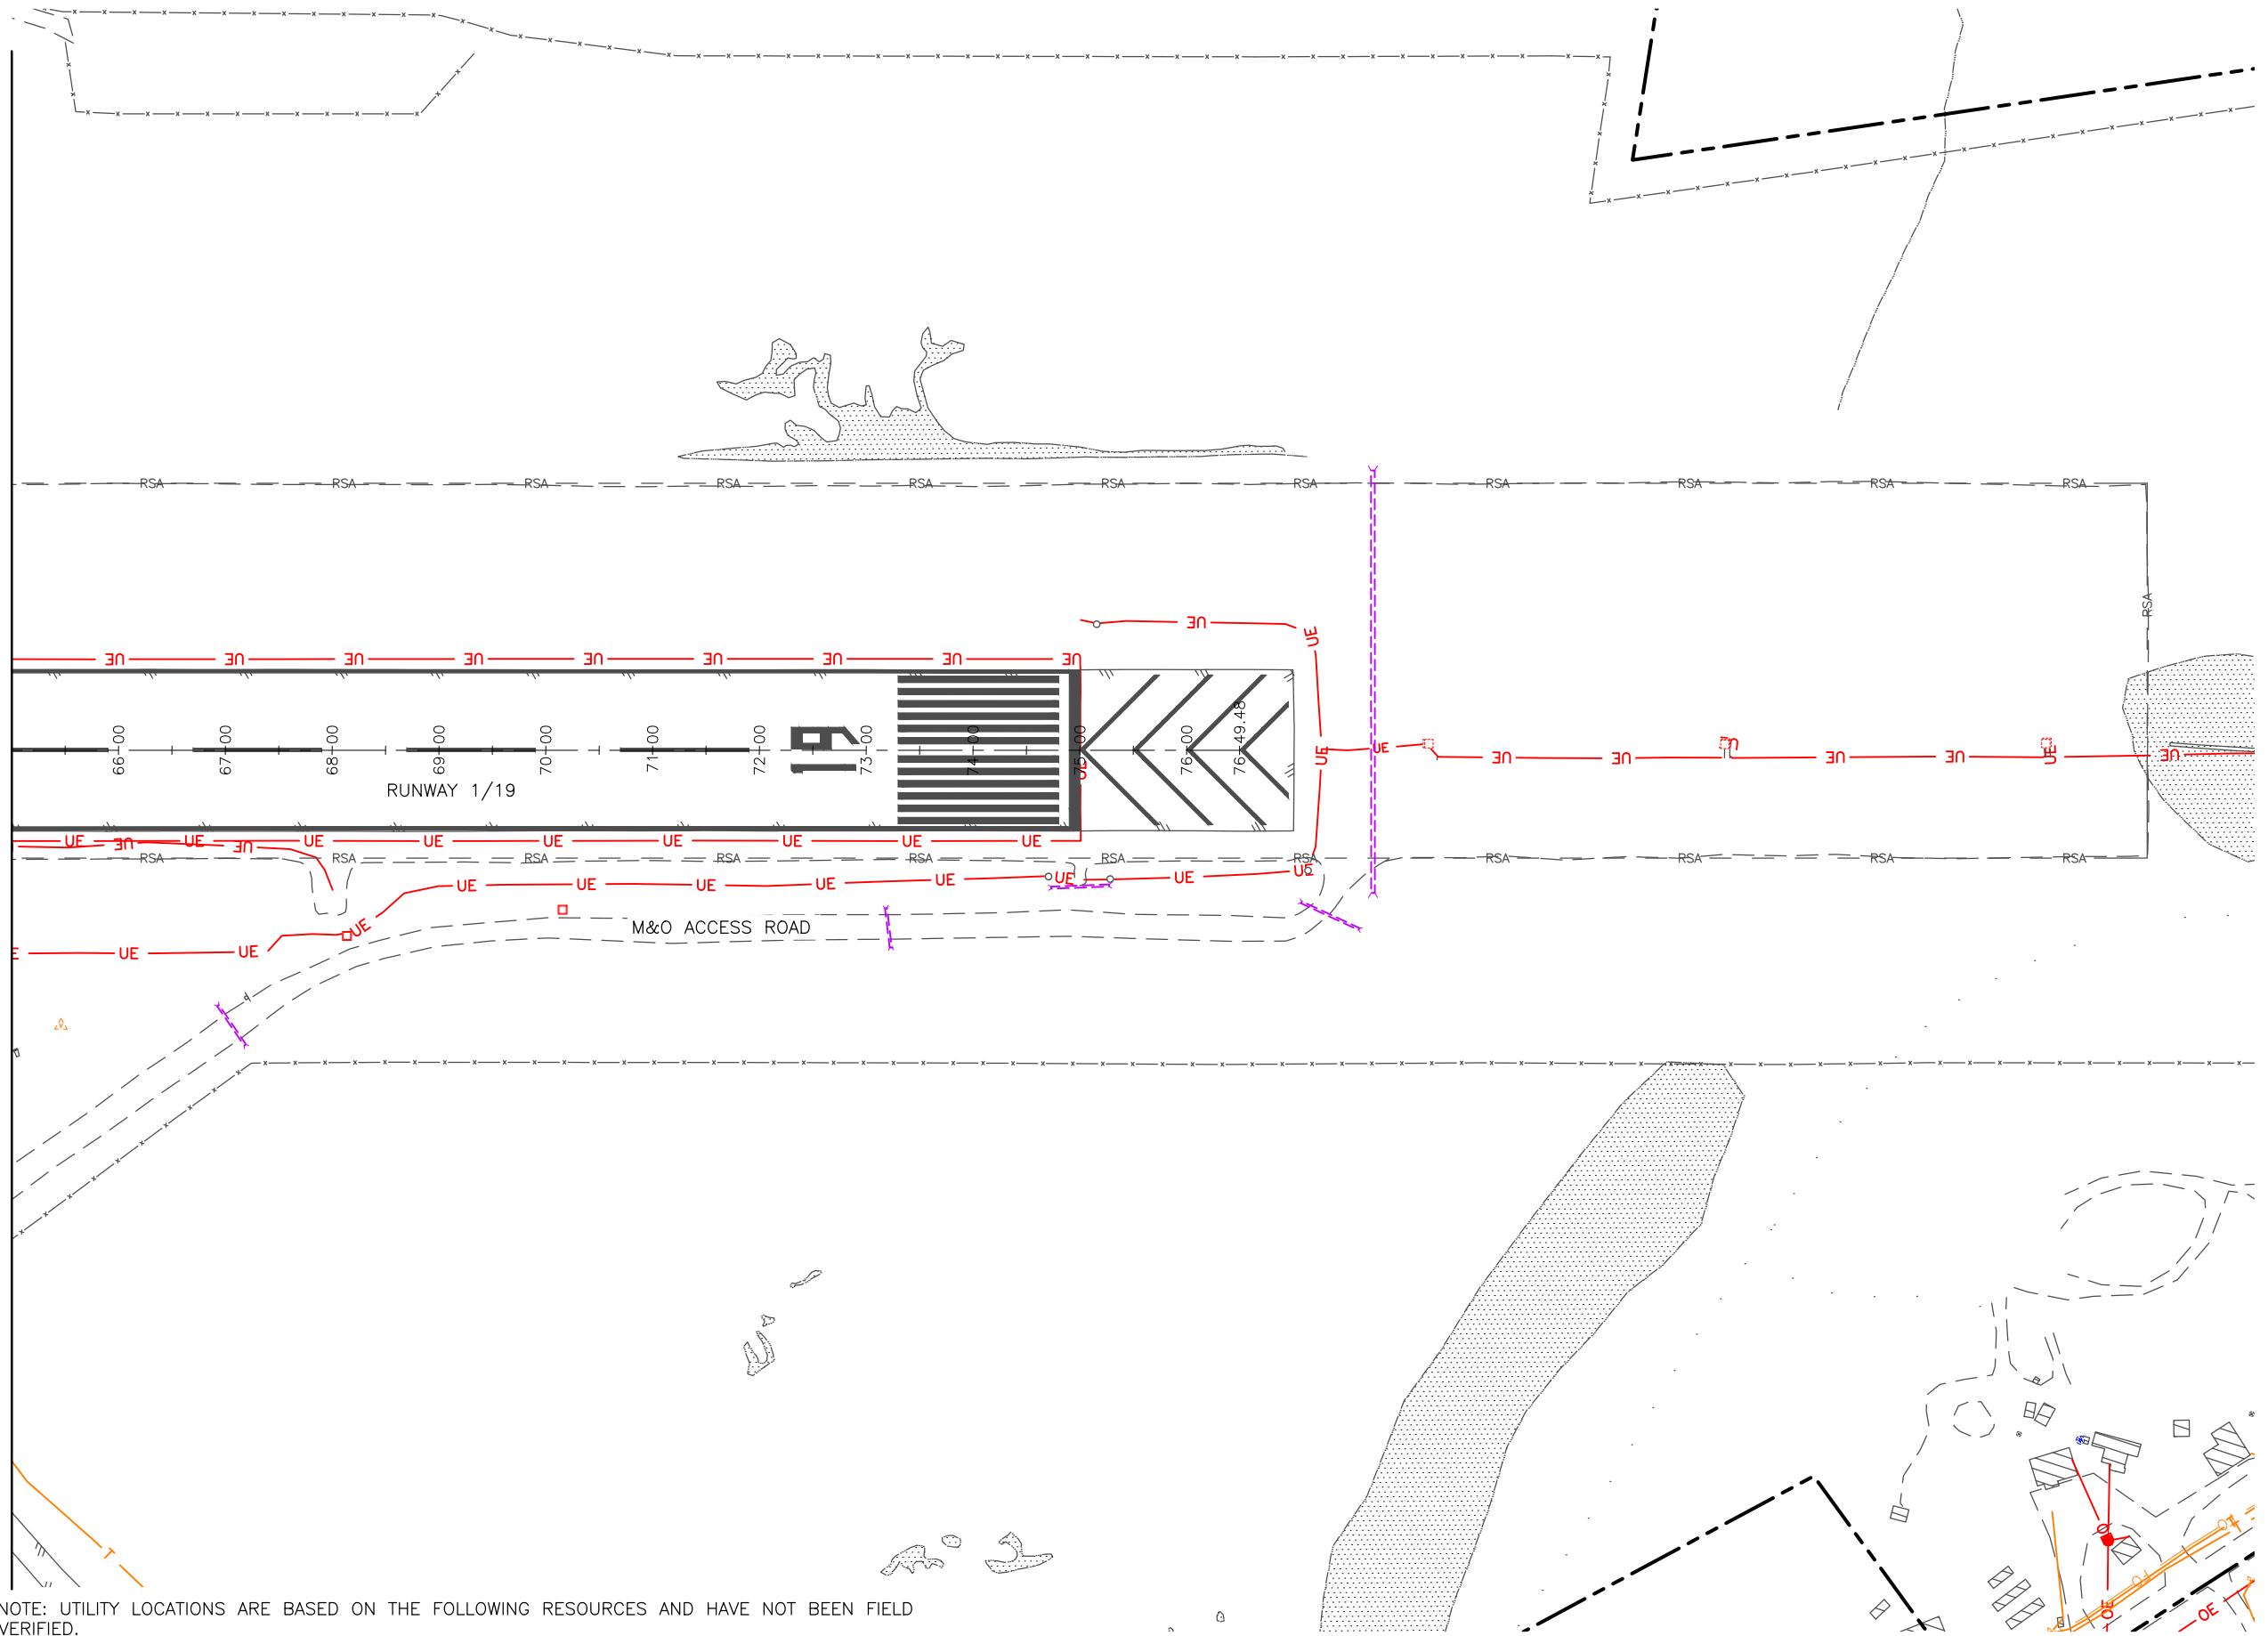 RSA RSA RSA RSA RSA RSA RSA RSA RSA RSA RSA
RSA
UE UE
UE UE UE UE UE UE UE UE UE
66+00 67+00 68+00 69+00 70+00 71+00 72+00 73+00 74+00 75+00 76+00 76+49.48
19
UE UE UE UE UE UE UE UE UE UE UE
RUNWAY 1/19
UE UE UE UE UE UE UE UE UE
UE UE
RSA RSA RSA RSA RSA RSA RSA RSA RSA RSA RSA
UE UE UE UE UE UE UE UE
M&O ACCESS ROAD
UE UE UE
T
OE
OE
NOTE: UTILITY LOCATIONS ARE BASED ON THE FOLLOWING RESOURCES AND HAVE NOT BEEN FIELD
VERIFIED.